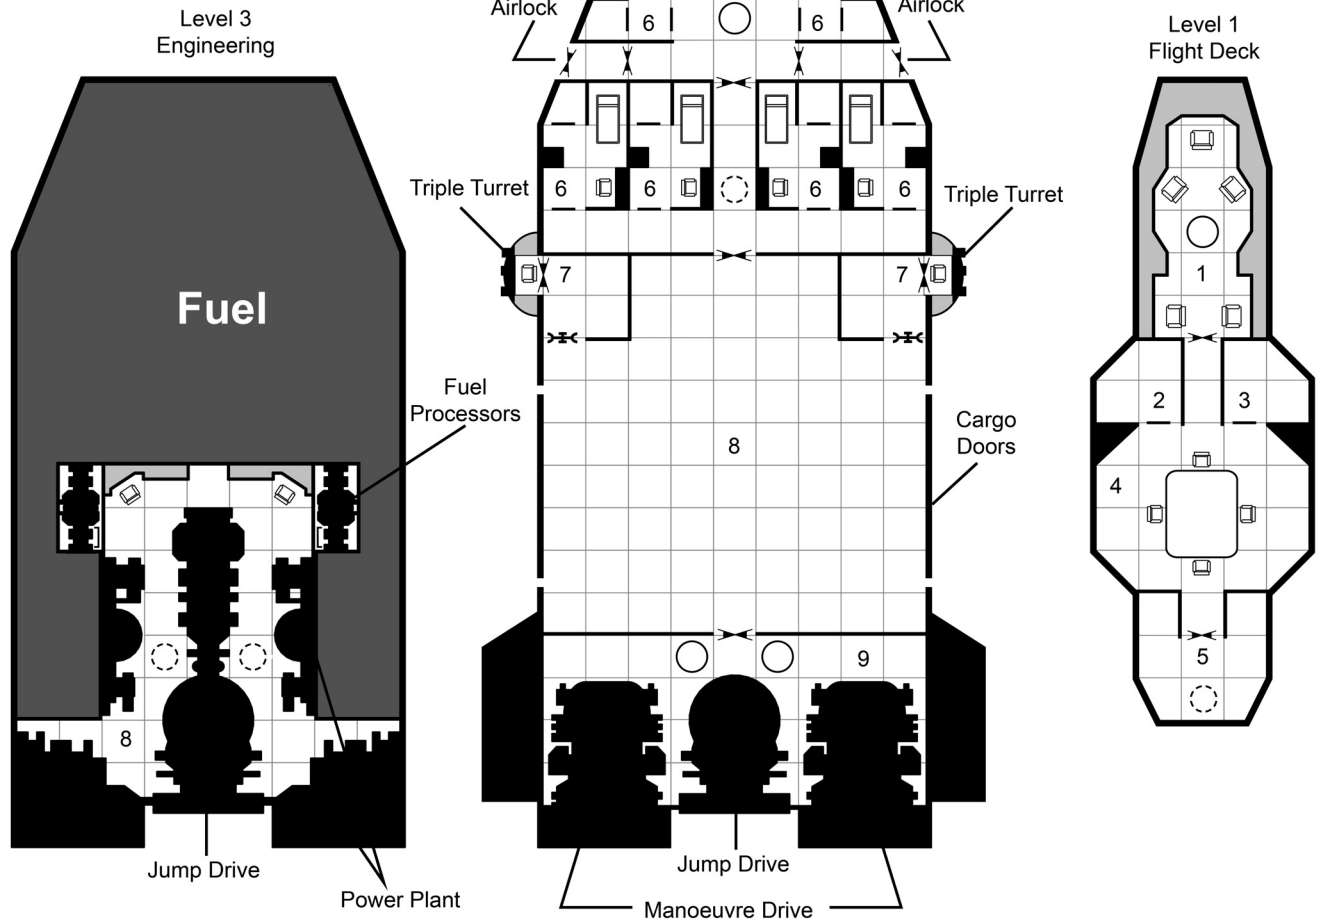 Level 3
Engineering
Fuel
Fuel
Processors
8
Jump Drive
Power Plant
Airlock
Airlock
6
6
Triple Turret
Triple Turret
6
6
6
6
7
7
8
Cargo
Doors
9
Jump Drive
Manoeuvre Drive
Level 1
Flight Deck
1
2
3
4
5